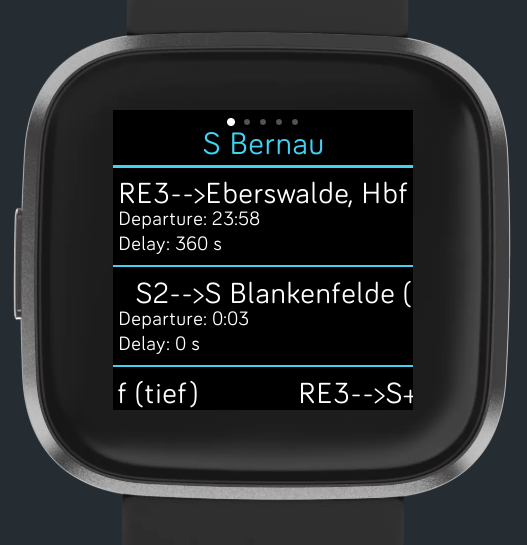 S Bernau
RE3-->Eberswalde, Hbf
Departure: 23:58
Delay: 360 s
S2-->S Blankenfelde (
Departure: 0:03
Delay: 0 s
f (tief) RE3-->S+